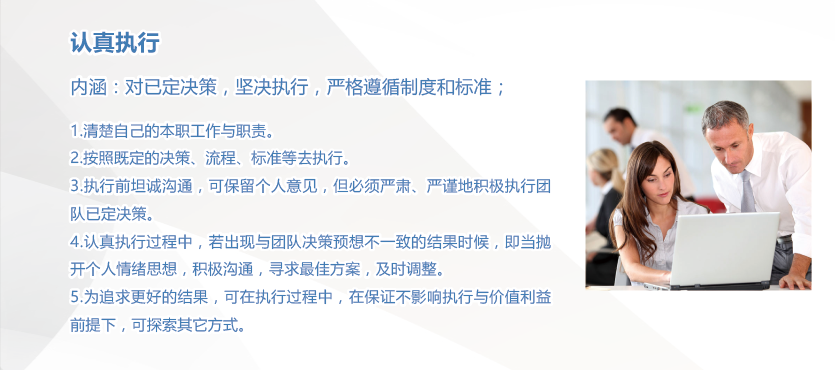 认真执行
内涵：对已定决策，坚决执行，严格遵循制度和标准；
1.清楚自己的本职工作与职责。
2.按照既定的决策、流程、标准等去执行。
3.执行前坦诚沟通，可保留个人意见，但必须严肃、严谨地积极执行团
队已定决策。
4.认真执行过程中，若出现与团队决策预想不一致的结果时候，即当抛
开个人情绪思想，积极沟通，寻求最佳方案，及时调整。
5.为追求更好的结果，可在执行过程中，在保证不影响执行与价值利益
前提下，可探索其它方式。